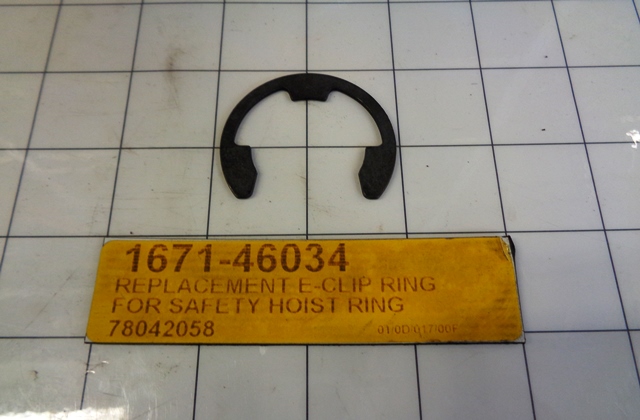 1671-46034
REPLACEMENT E-CLIP RING
FOR SAFETY HOIST RING
78042058